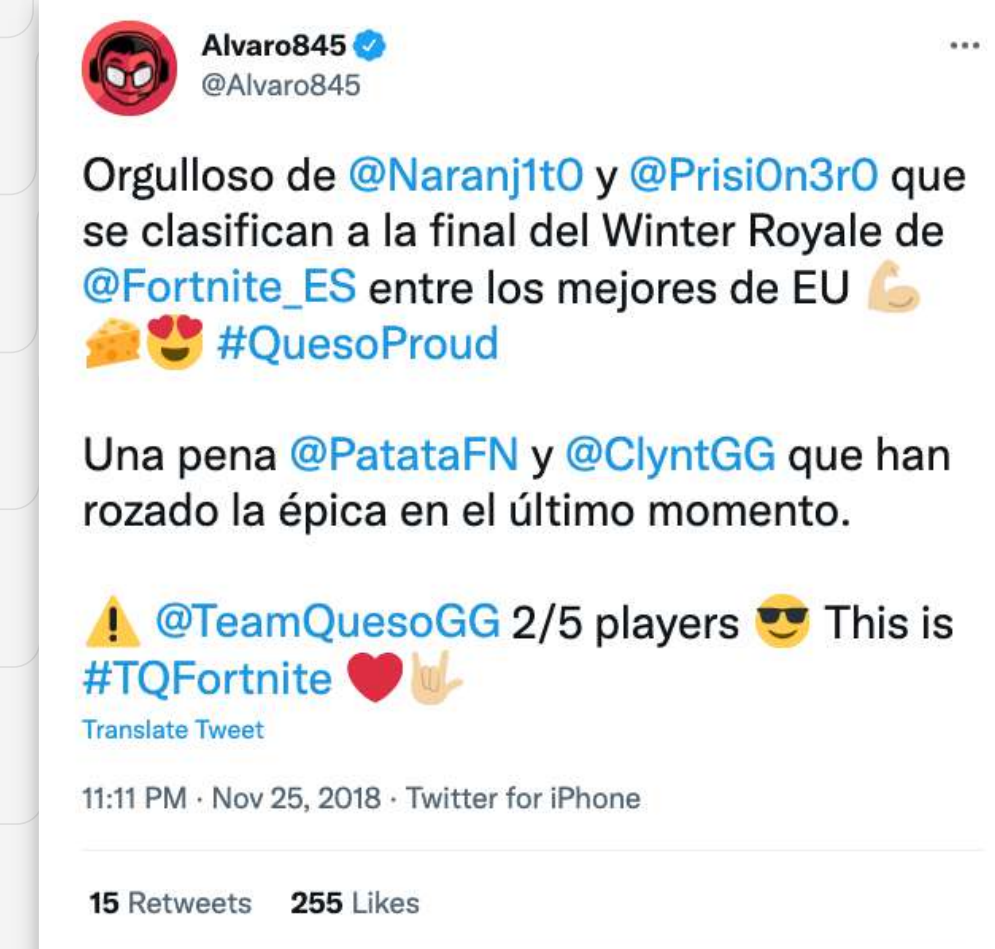 Alvaro845
@Alvaro845
Orgulloso de @Naranj1t0 y @Prisi0n3r0 que
se clasifican a la final del Winter Royale de
@Fortnite_ES entre los mejores de EU 💪🏼
🧀😍 #QuesoProud
Una pena @PatataFN y @ClyntGG que han
rozado la épica en el último momento.
⚠️ @TeamQuesoGG 2/5 players 😎 This is
#TQFortnite ❤️🤟🏼
Translate Tweet
11:11 PM · Nov 25, 2018 · Twitter for iPhone
15 Retweets 255 Likes